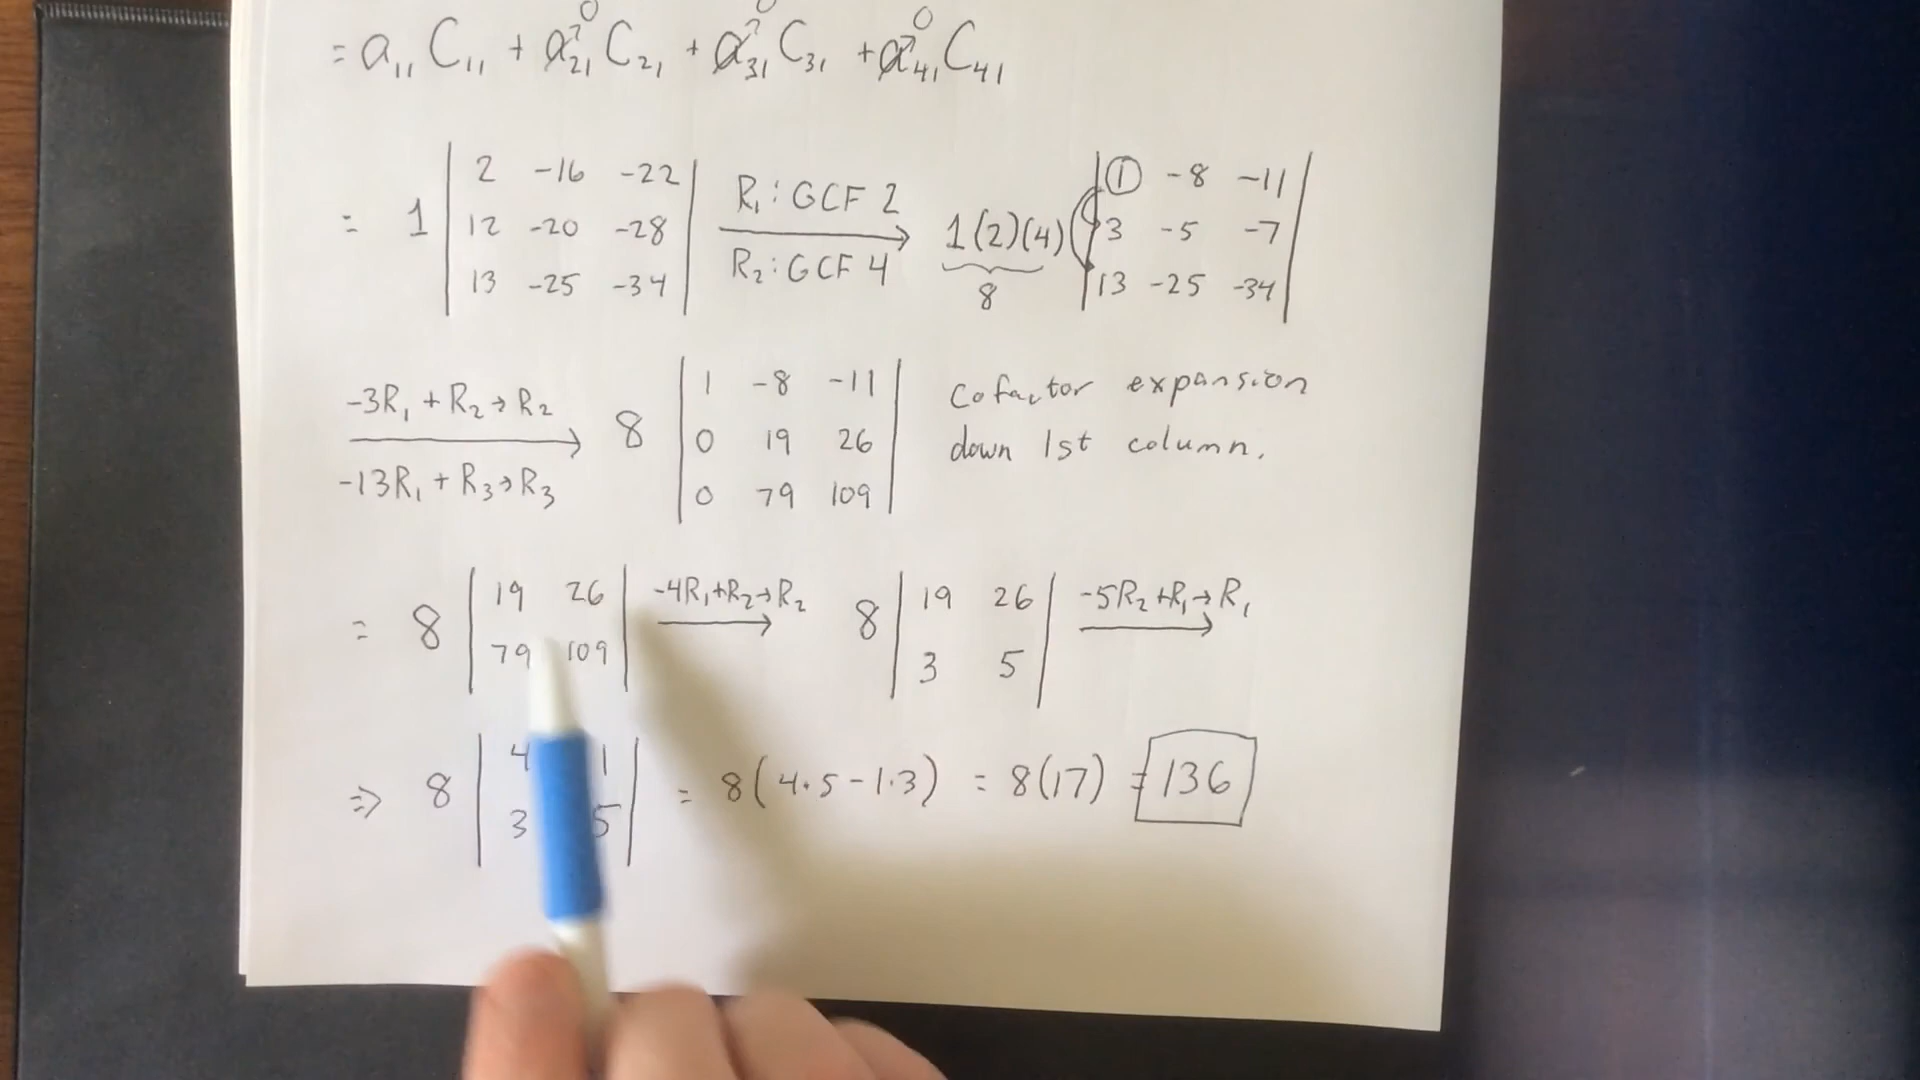 = a₁₁ C₁₁ + a₂₁⁰ C₂₁ + a₃₁⁰ C₃₁ + a₄₁⁰ C₄₁
= 1 | 2 -16 -22 | R₁: GCF 2 | ① -8 -11 |
| 12 -20 -28 | → 1(2)(4) | 3 -5 -7 |
| 13 -25 -34 | R₂: GCF 4 8 | 13 -25 -34 |
-3R₁ + R₂ → R₂ | 1 -8 -11 | Cofactor expansion
→ 8 | 0 19 26 | down 1st column.
-13R₁ + R₃ → R₃ | 0 79 109 |
= 8 | 19 26 | -4R₁+R₂→R₂ 8 | 19 26 | -5R₂+R₁→R₁
| 79 109 | → | 3 5 | →
⇒ 8 | 4 1 | = 8(4·5-1·3) = 8(17) = 136
| 3 5 |